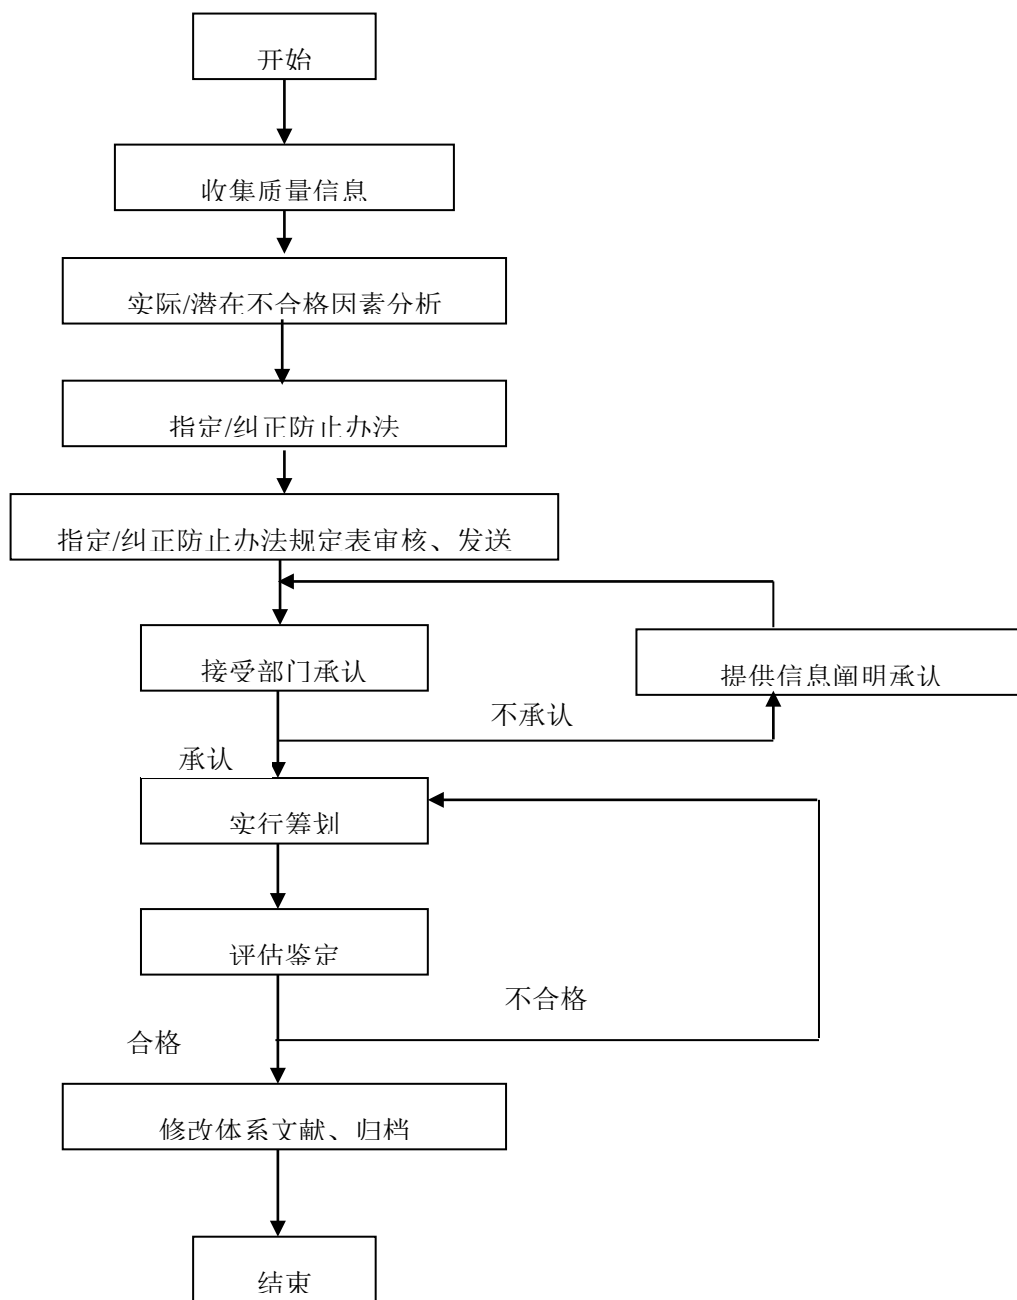 开始
收集质量信息
实际/潜在不合格因素分析
指定/纠正防止办法
指定/纠正防止办法规定表审核、发送
接受部门承认
提供信息阐明承认
不承认
承认
实行筹划
评估鉴定
不合格
合格
修改体系文献、归档
结束